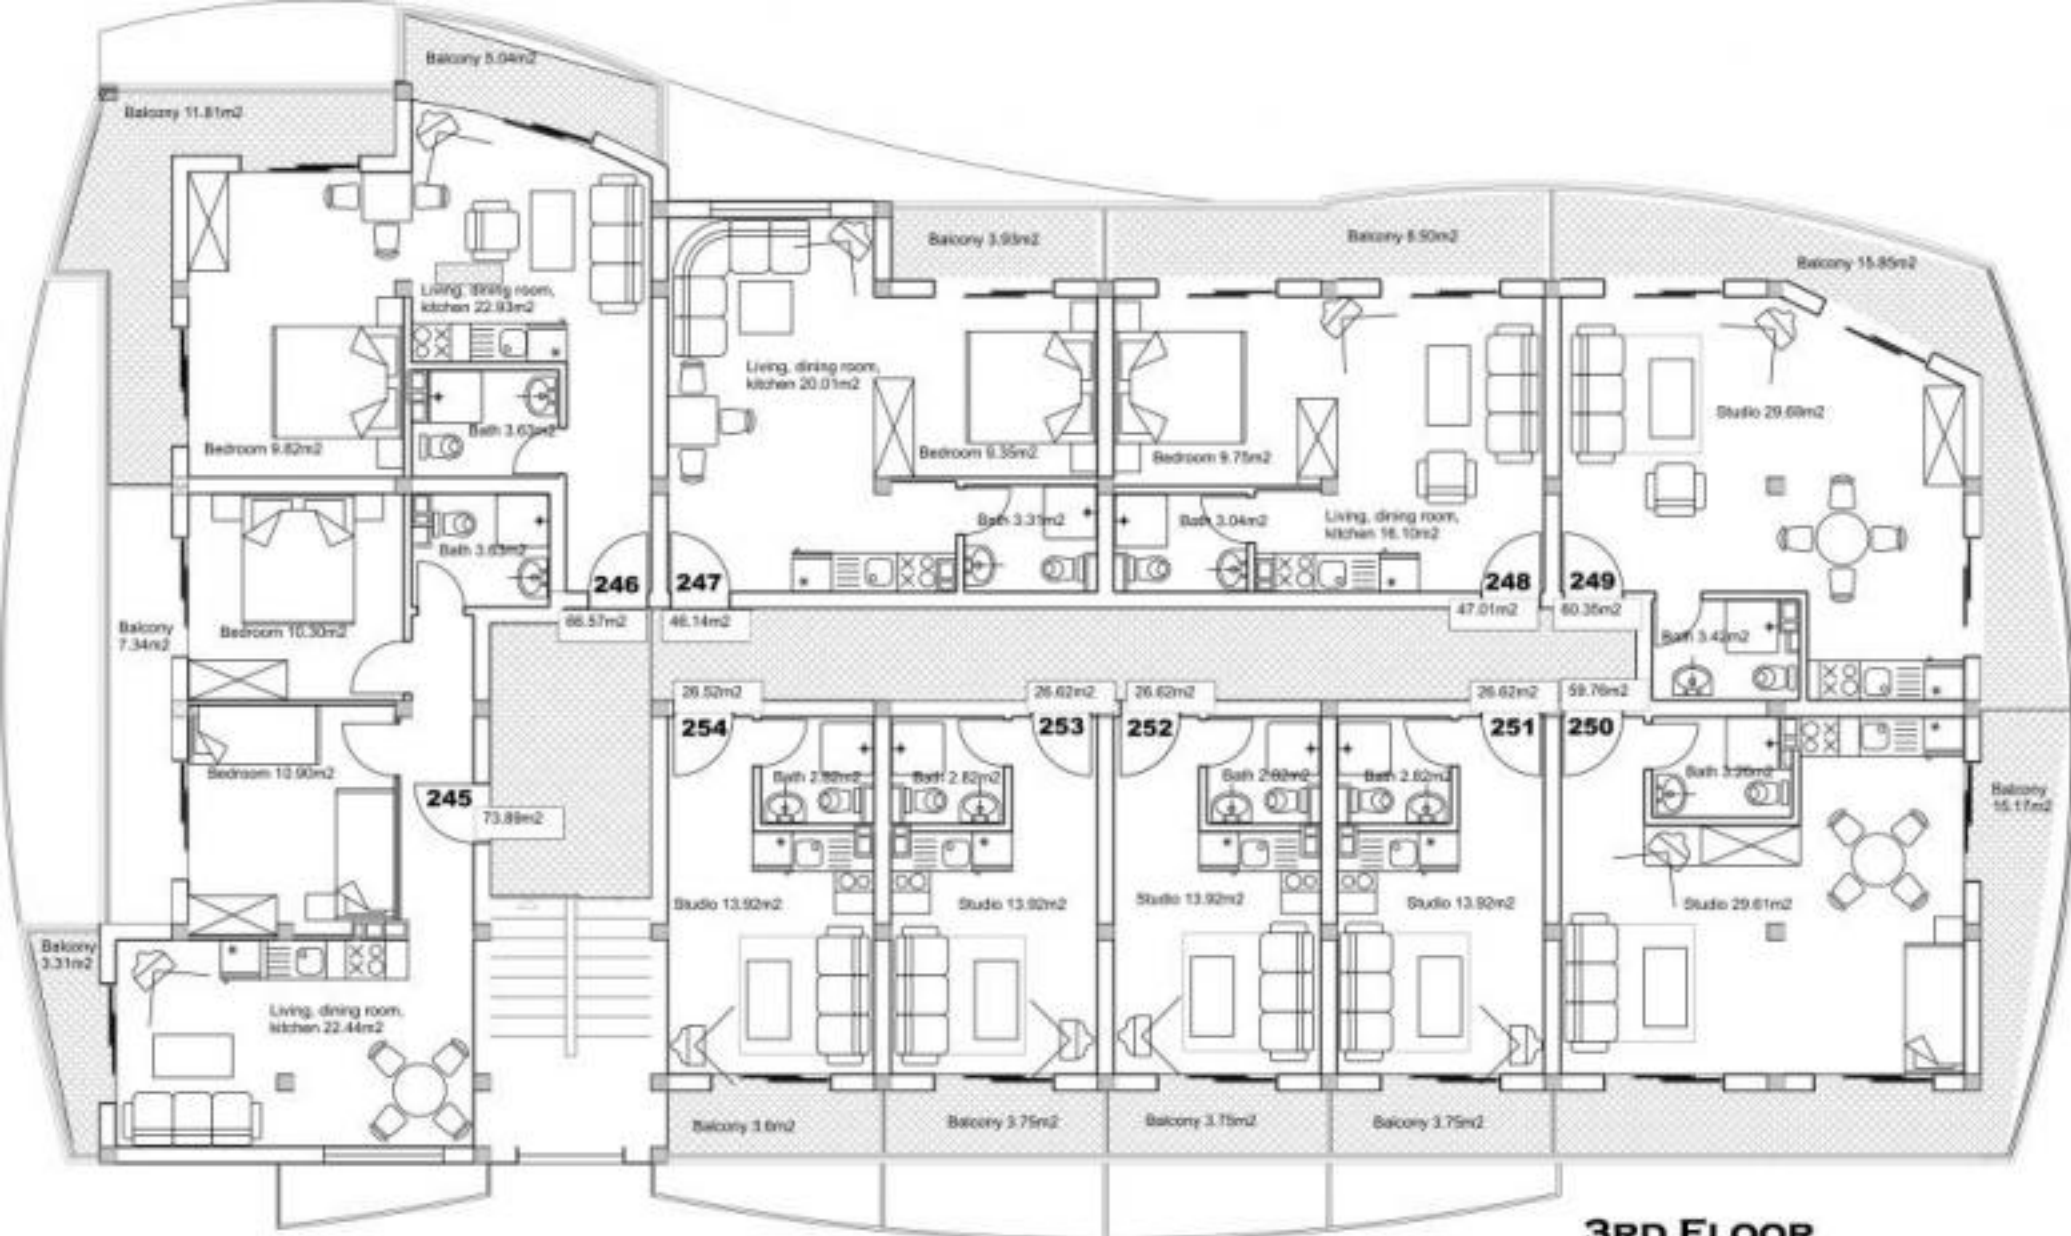 Balcony 5.04m2
Balcony 11.81m2
Living, dining room,
kitchen 22.93m2
Bath 3.63m2
Bedroom 9.82m2
246
66.57m2
Balcony 3.93m2
Living, dining room,
kitchen 20.01m2
Bedroom 9.35m2
Bath 3.31m2
247
46.14m2
Balcony 8.90m2
Bedroom 9.75m2
Bath 3.04m2
Living, dining room,
kitchen 16.10m2
248
47.01m2
Balcony 15.85m2
Studio 29.69m2
249
60.35m2
Bath 3.42m2
Bath 3.63m2
Bedroom 10.30m2
Balcony
7.34m2
Bedroom 10.90m2
245
73.89m2
Balcony
3.31m2
Living, dining room,
kitchen 22.44m2
26.52m2
254
Bath 2.82m2
Studio 13.92m2
Balcony 3.6m2
26.62m2
253
Bath 2.82m2
Studio 13.92m2
Balcony 3.75m2
26.62m2
252
Bath 2.82m2
Studio 13.92m2
Balcony 3.75m2
26.62m2
251
Bath 2.82m2
Studio 13.92m2
Balcony 3.75m2
59.76m2
250
Studio 29.61m2
Balcony
15.17m2
3RD FLOOR